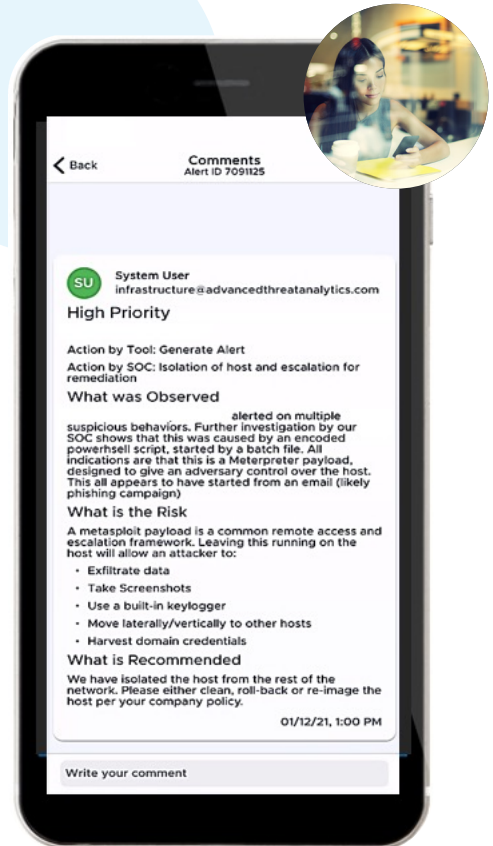 Back
Comments
Alert ID 7091125
SU
System User
infrastructure@advancedthreatanalytics.com
High Priority
Action by Tool: Generate Alert
Action by SOC: Isolation of host and escalation for
remediation
What was Observed
alerted on multiple
suspicious behaviors. Further investigation by our
SOC shows that this was caused by an encoded
powerhsell script, started by a batch file. All
indications are that this is a Meterpreter payload,
designed to give an adversary control over the host.
This all appears to have started from an email (likely
phishing campaign)
What is the Risk
A metasploit payload is a common remote access and
escalation framework. Leaving this running on the
host will allow an attacker to:
• Exfiltrate data
• Take Screenshots
• Use a built-in keylogger
• Move laterally/vertically to other hosts
• Harvest domain credentials
What is Recommended
We have isolated the host from the rest of the
network. Please either clean, roll-back or re-image the
host per your company policy.
01/12/21, 1:00 PM
Write your comment